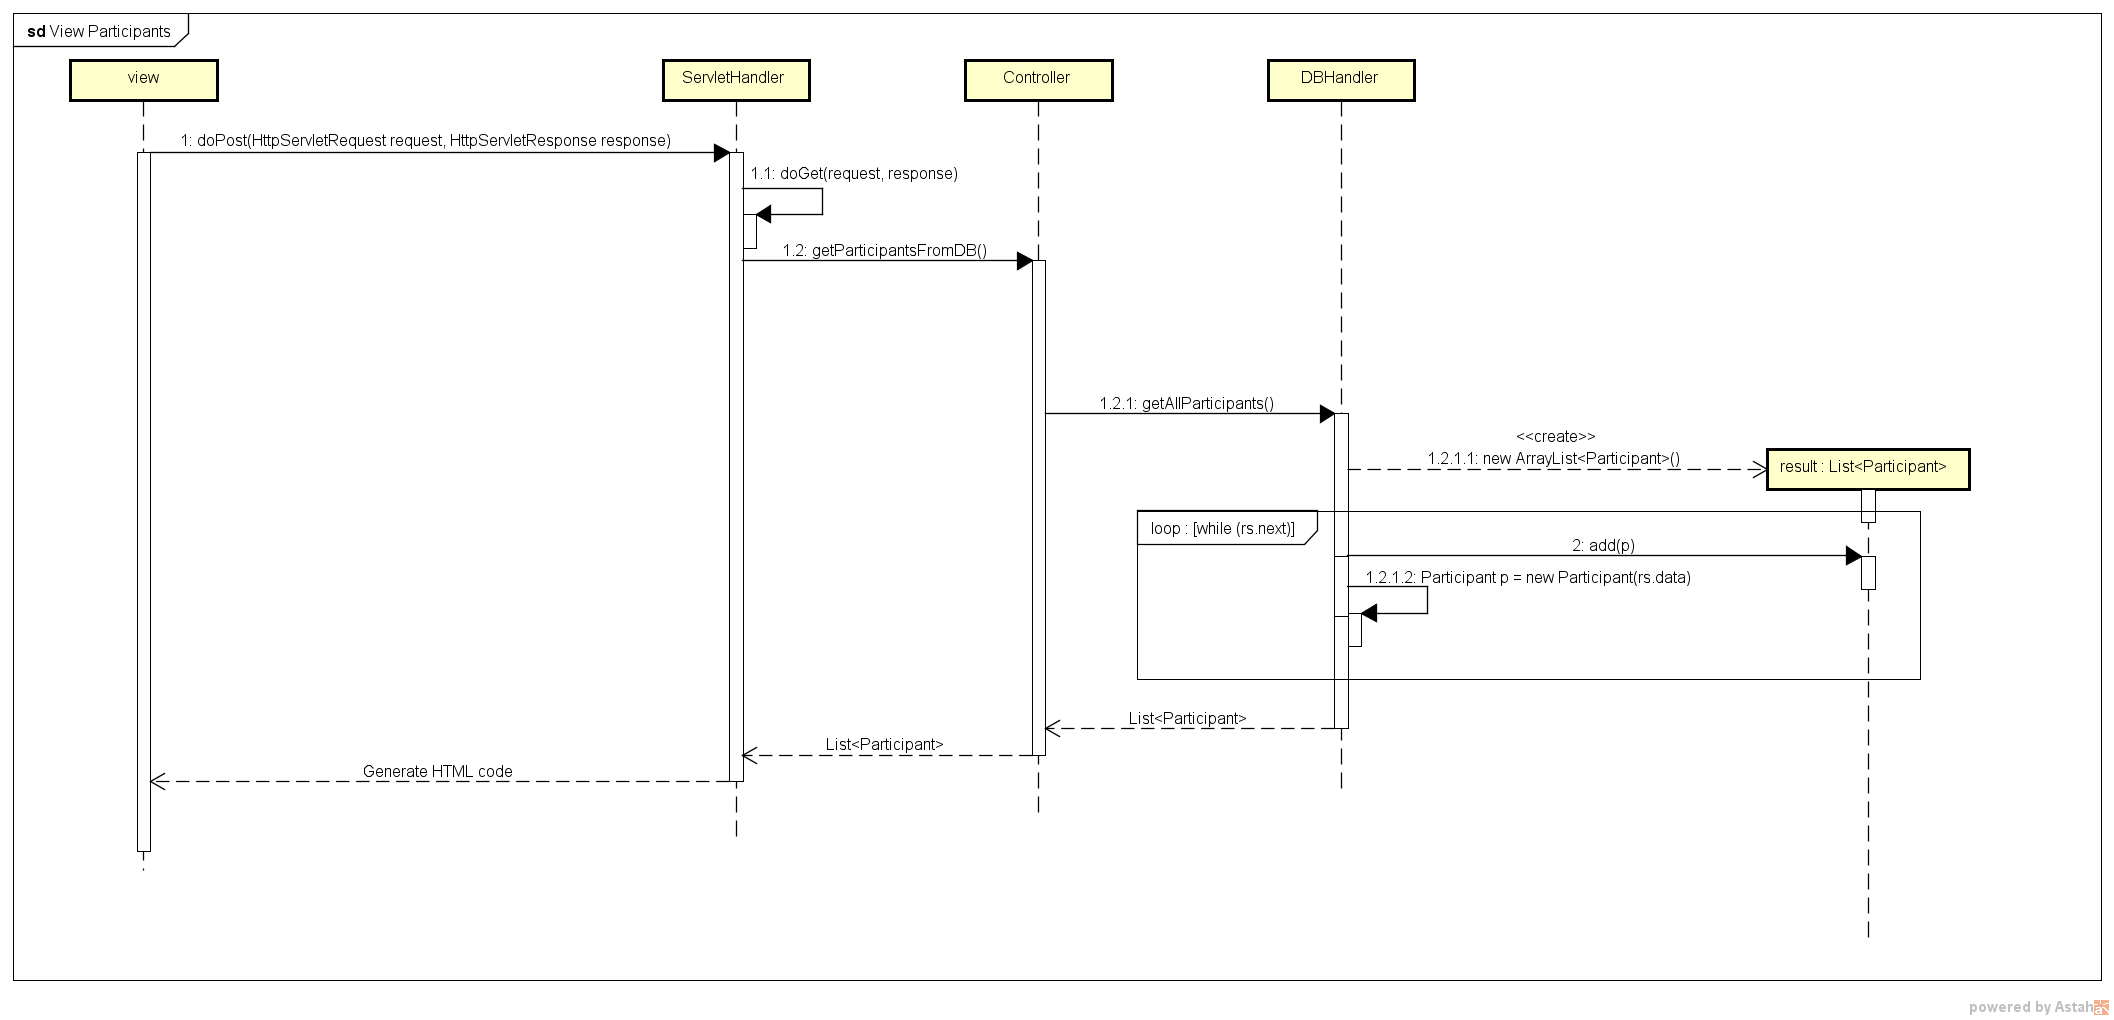 sd View Participants
view
ServletHandler
Controller
DBHandler
1: doPost(HttpServletRequest request, HttpServletResponse response)
1.1: doGet(request, response)
1.2: getParticipantsFromDB()
1.2.1: getAllParticipants()
<<create>>
1.2.1.1: new ArrayList<Participant>()
result : List<Participant>
loop : [while (rs.next)]
2: add(p)
1.2.1.2: Participant p = new Participant(rs.data)
List<Participant>
List<Participant>
Generate HTML code
powered by Astah